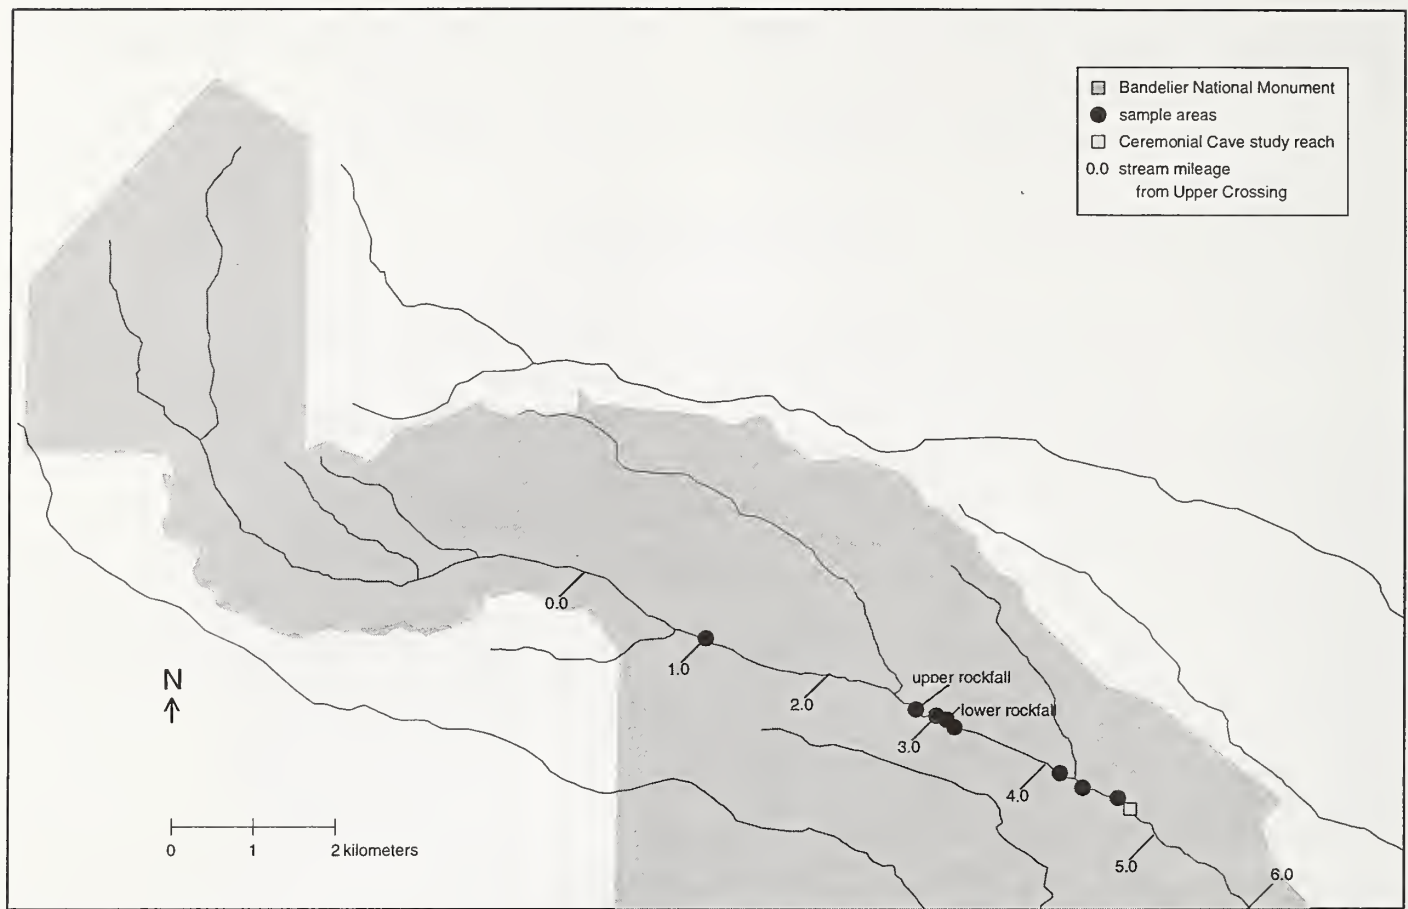 Bandelier National Monument
sample areas
Ceremonial Cave study reach
0.0 stream mileage
from Upper Crossing
0.0
1.0
N
2.0
upper rockfall
lower rockfall
3.0
4.0
5.0
6.0
0 1 2 kilometers